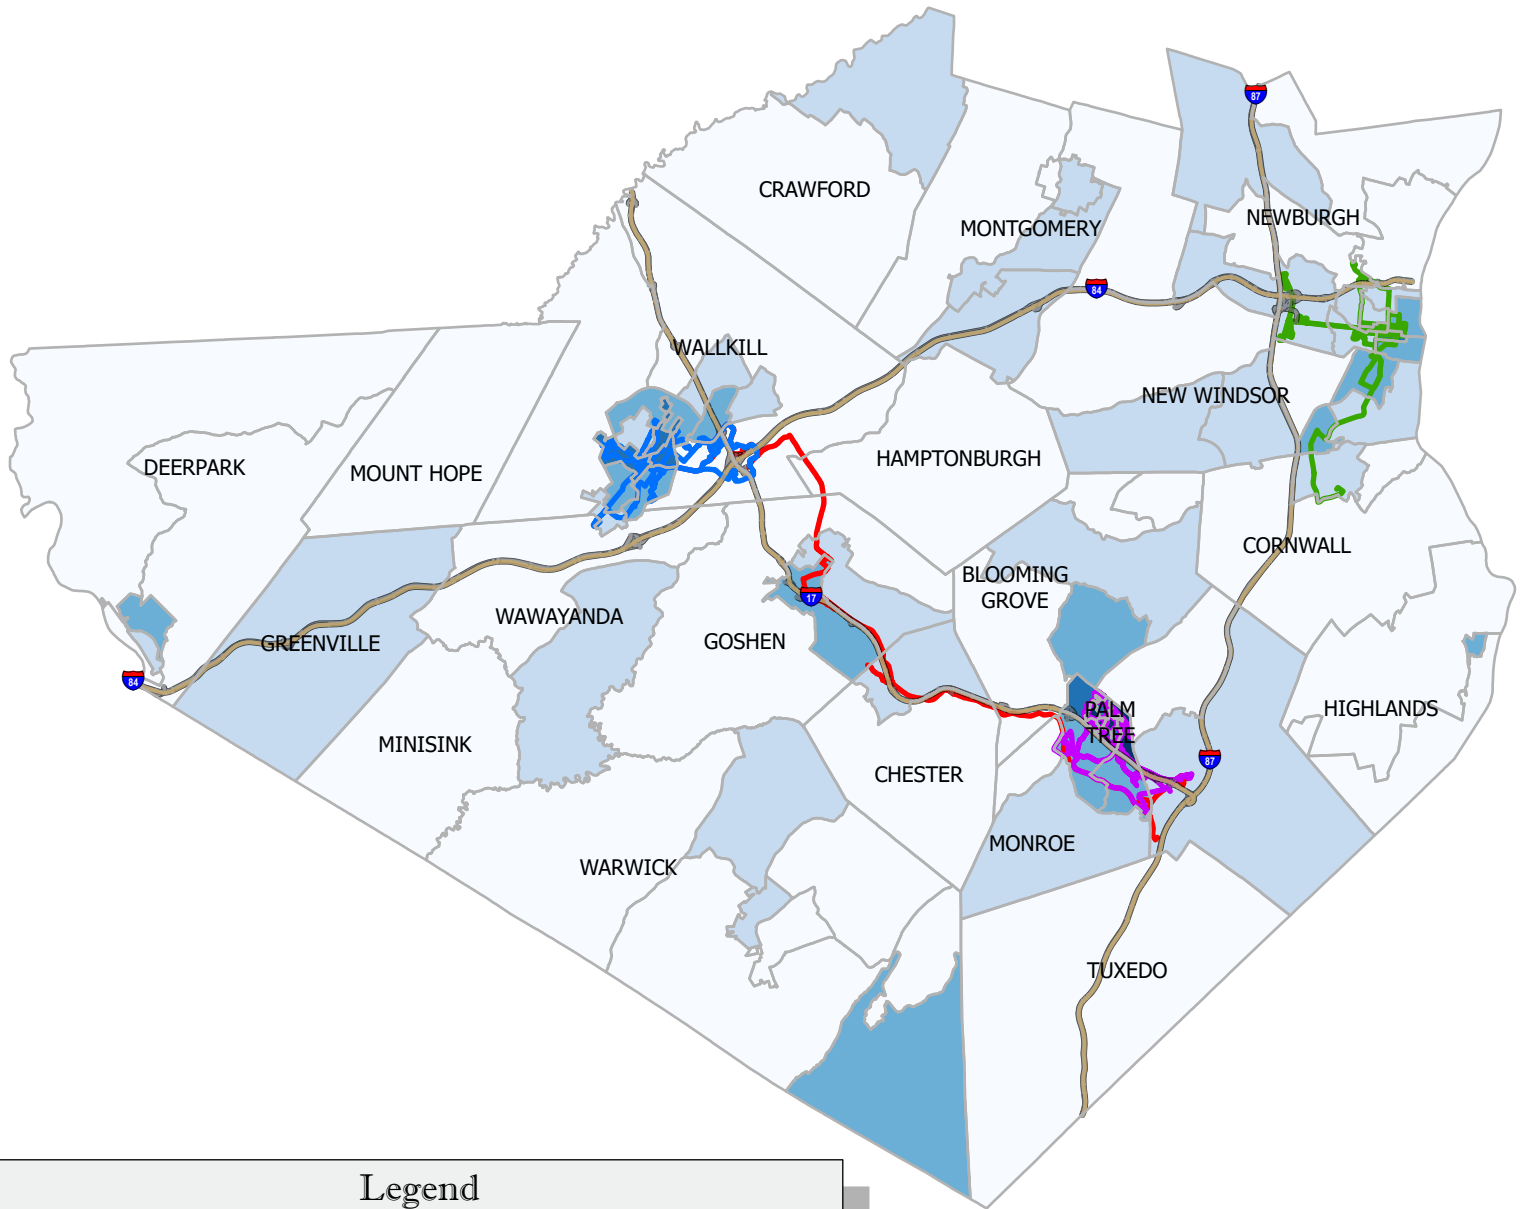 87
CRAWFORD
MONTGOMERY
NEWBURGH
84
WALLKILL
NEW WINDSOR
DEERPARK
MOUNT HOPE
HAMPTONBURGH
CORNWALL
BLOOMING
GROVE
17
WAWAYANDA
GREENVILLE
GOSHEN
84
PALM
TREE
HIGHLANDS
MINISINK
87
CHESTER
MONROE
WARWICK
TUXEDO
Legend